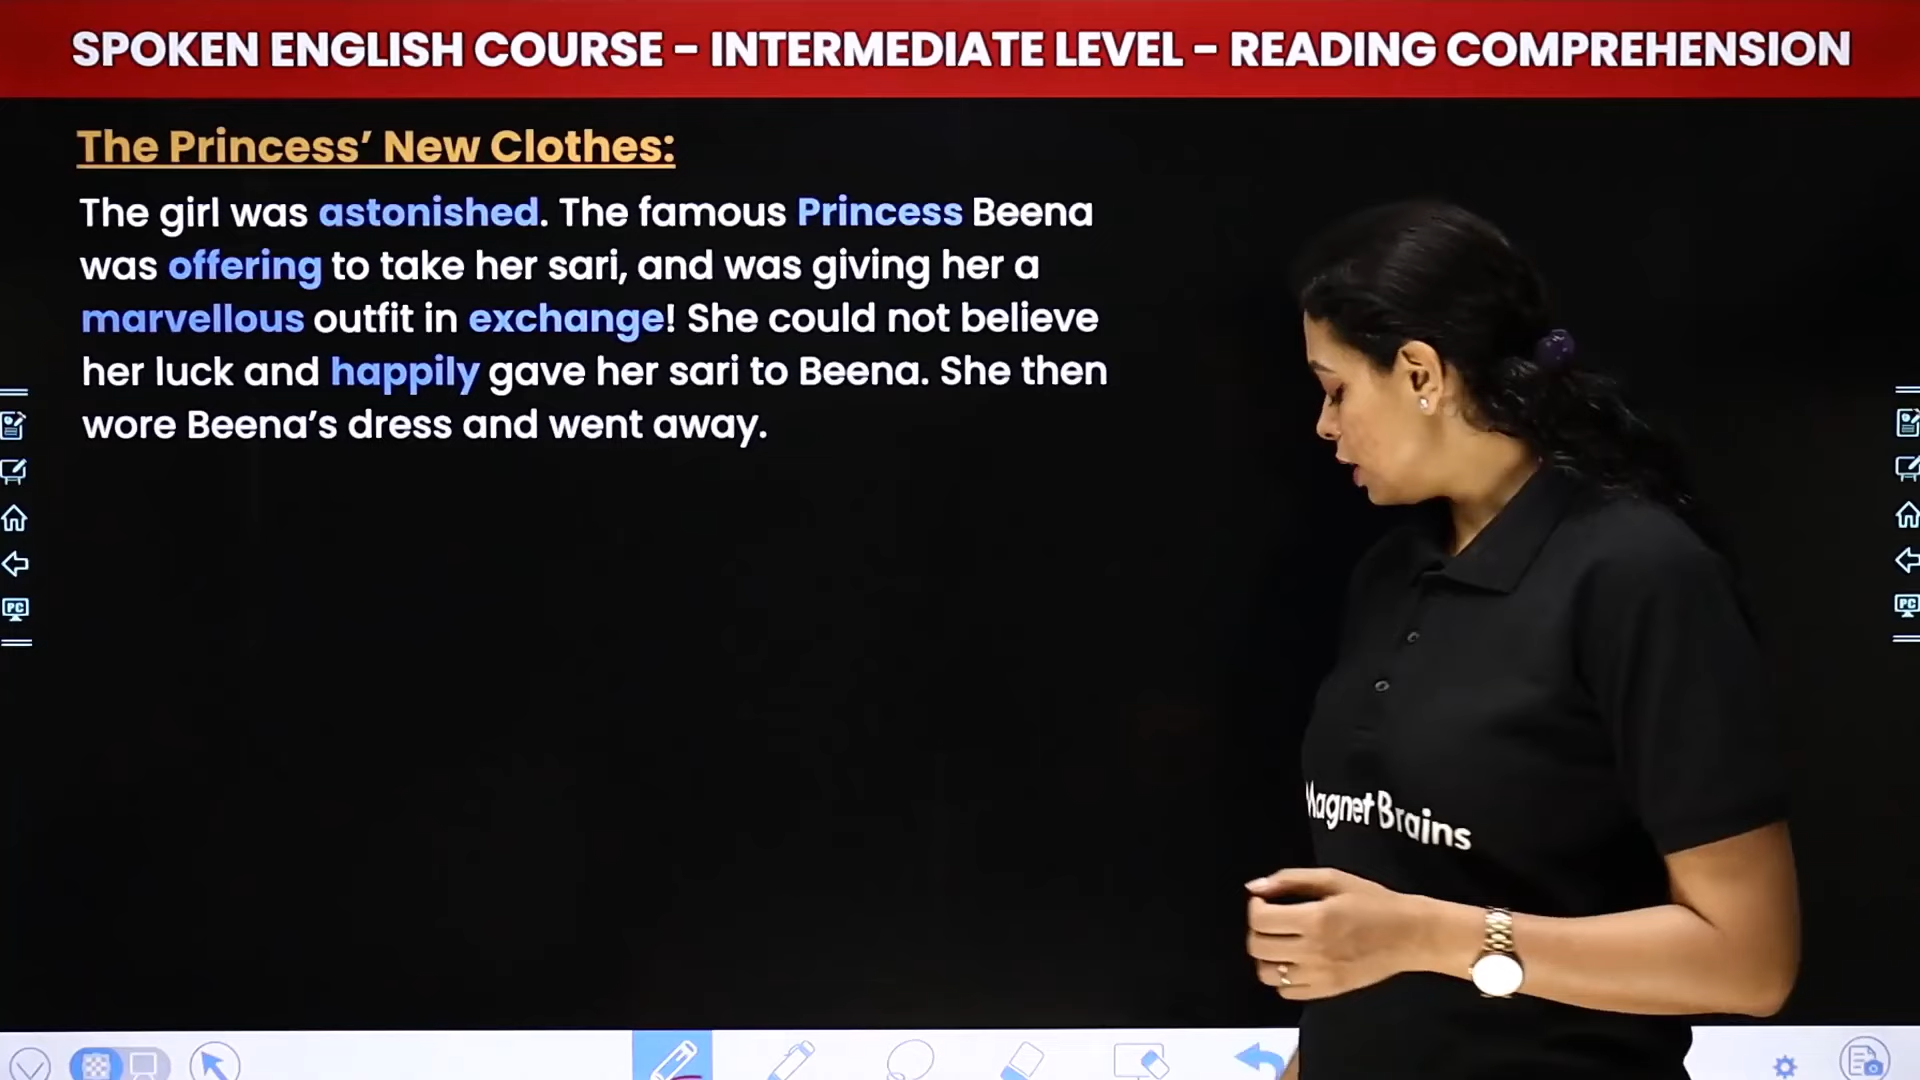 SPOKEN ENGLISH COURSE – INTERMEDIATE LEVEL – READING COMPREHENSION
The Princess’ New Clothes:
The girl was astonished. The famous Princess Beena
was offering to take her sari, and was giving her a
marvellous outfit in exchange! She could not believe
her luck and happily gave her sari to Beena. She then
wore Beena’s dress and went away.
PC
PC
Magnet Brains